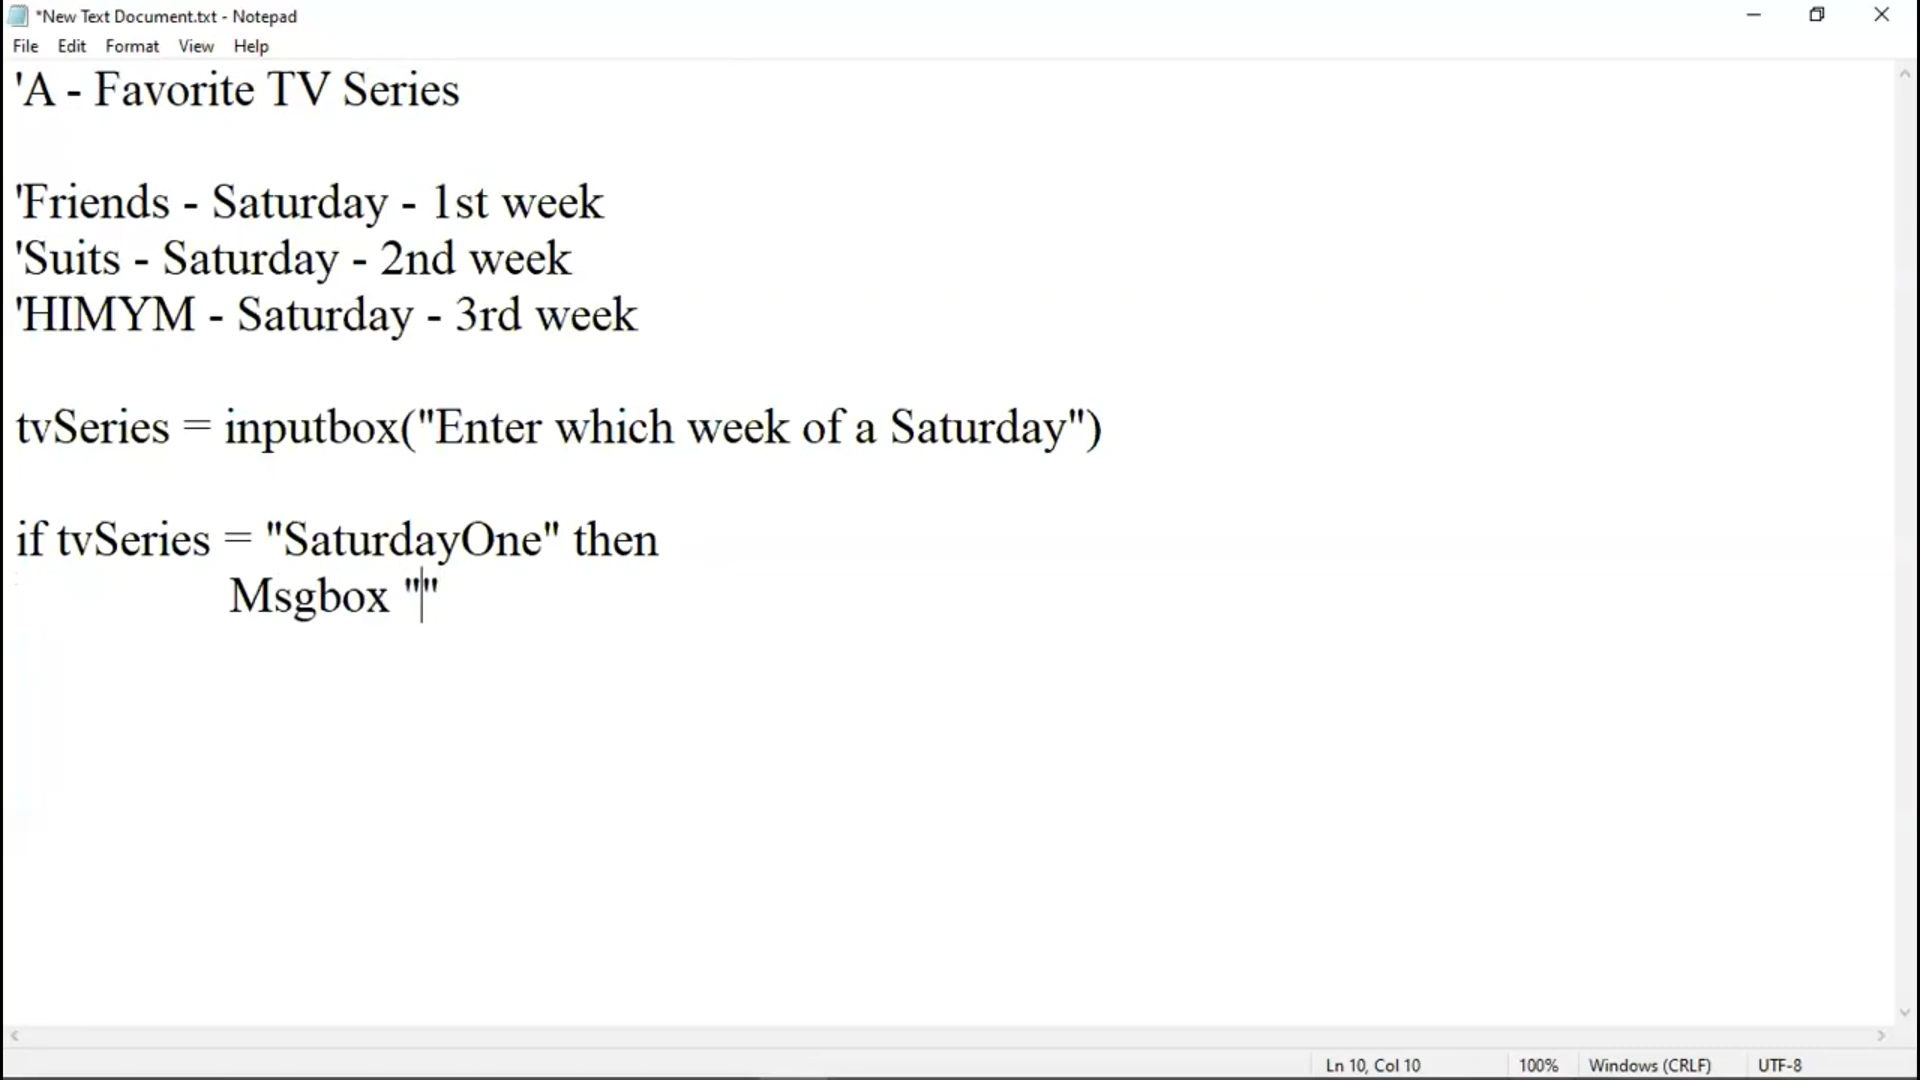 *New Text Document.txt - Notepad
File Edit Format View Help
'A - Favorite TV Series
'Friends - Saturday - 1st week
'Suits - Saturday - 2nd week
'HIMYM - Saturday - 3rd week
tvSeries = inputbox("Enter which week of a Saturday")
if tvSeries = "SaturdayOne" then
Msgbox ""
Ln 10, Col 10 100% Windows (CRLF) UTF-8